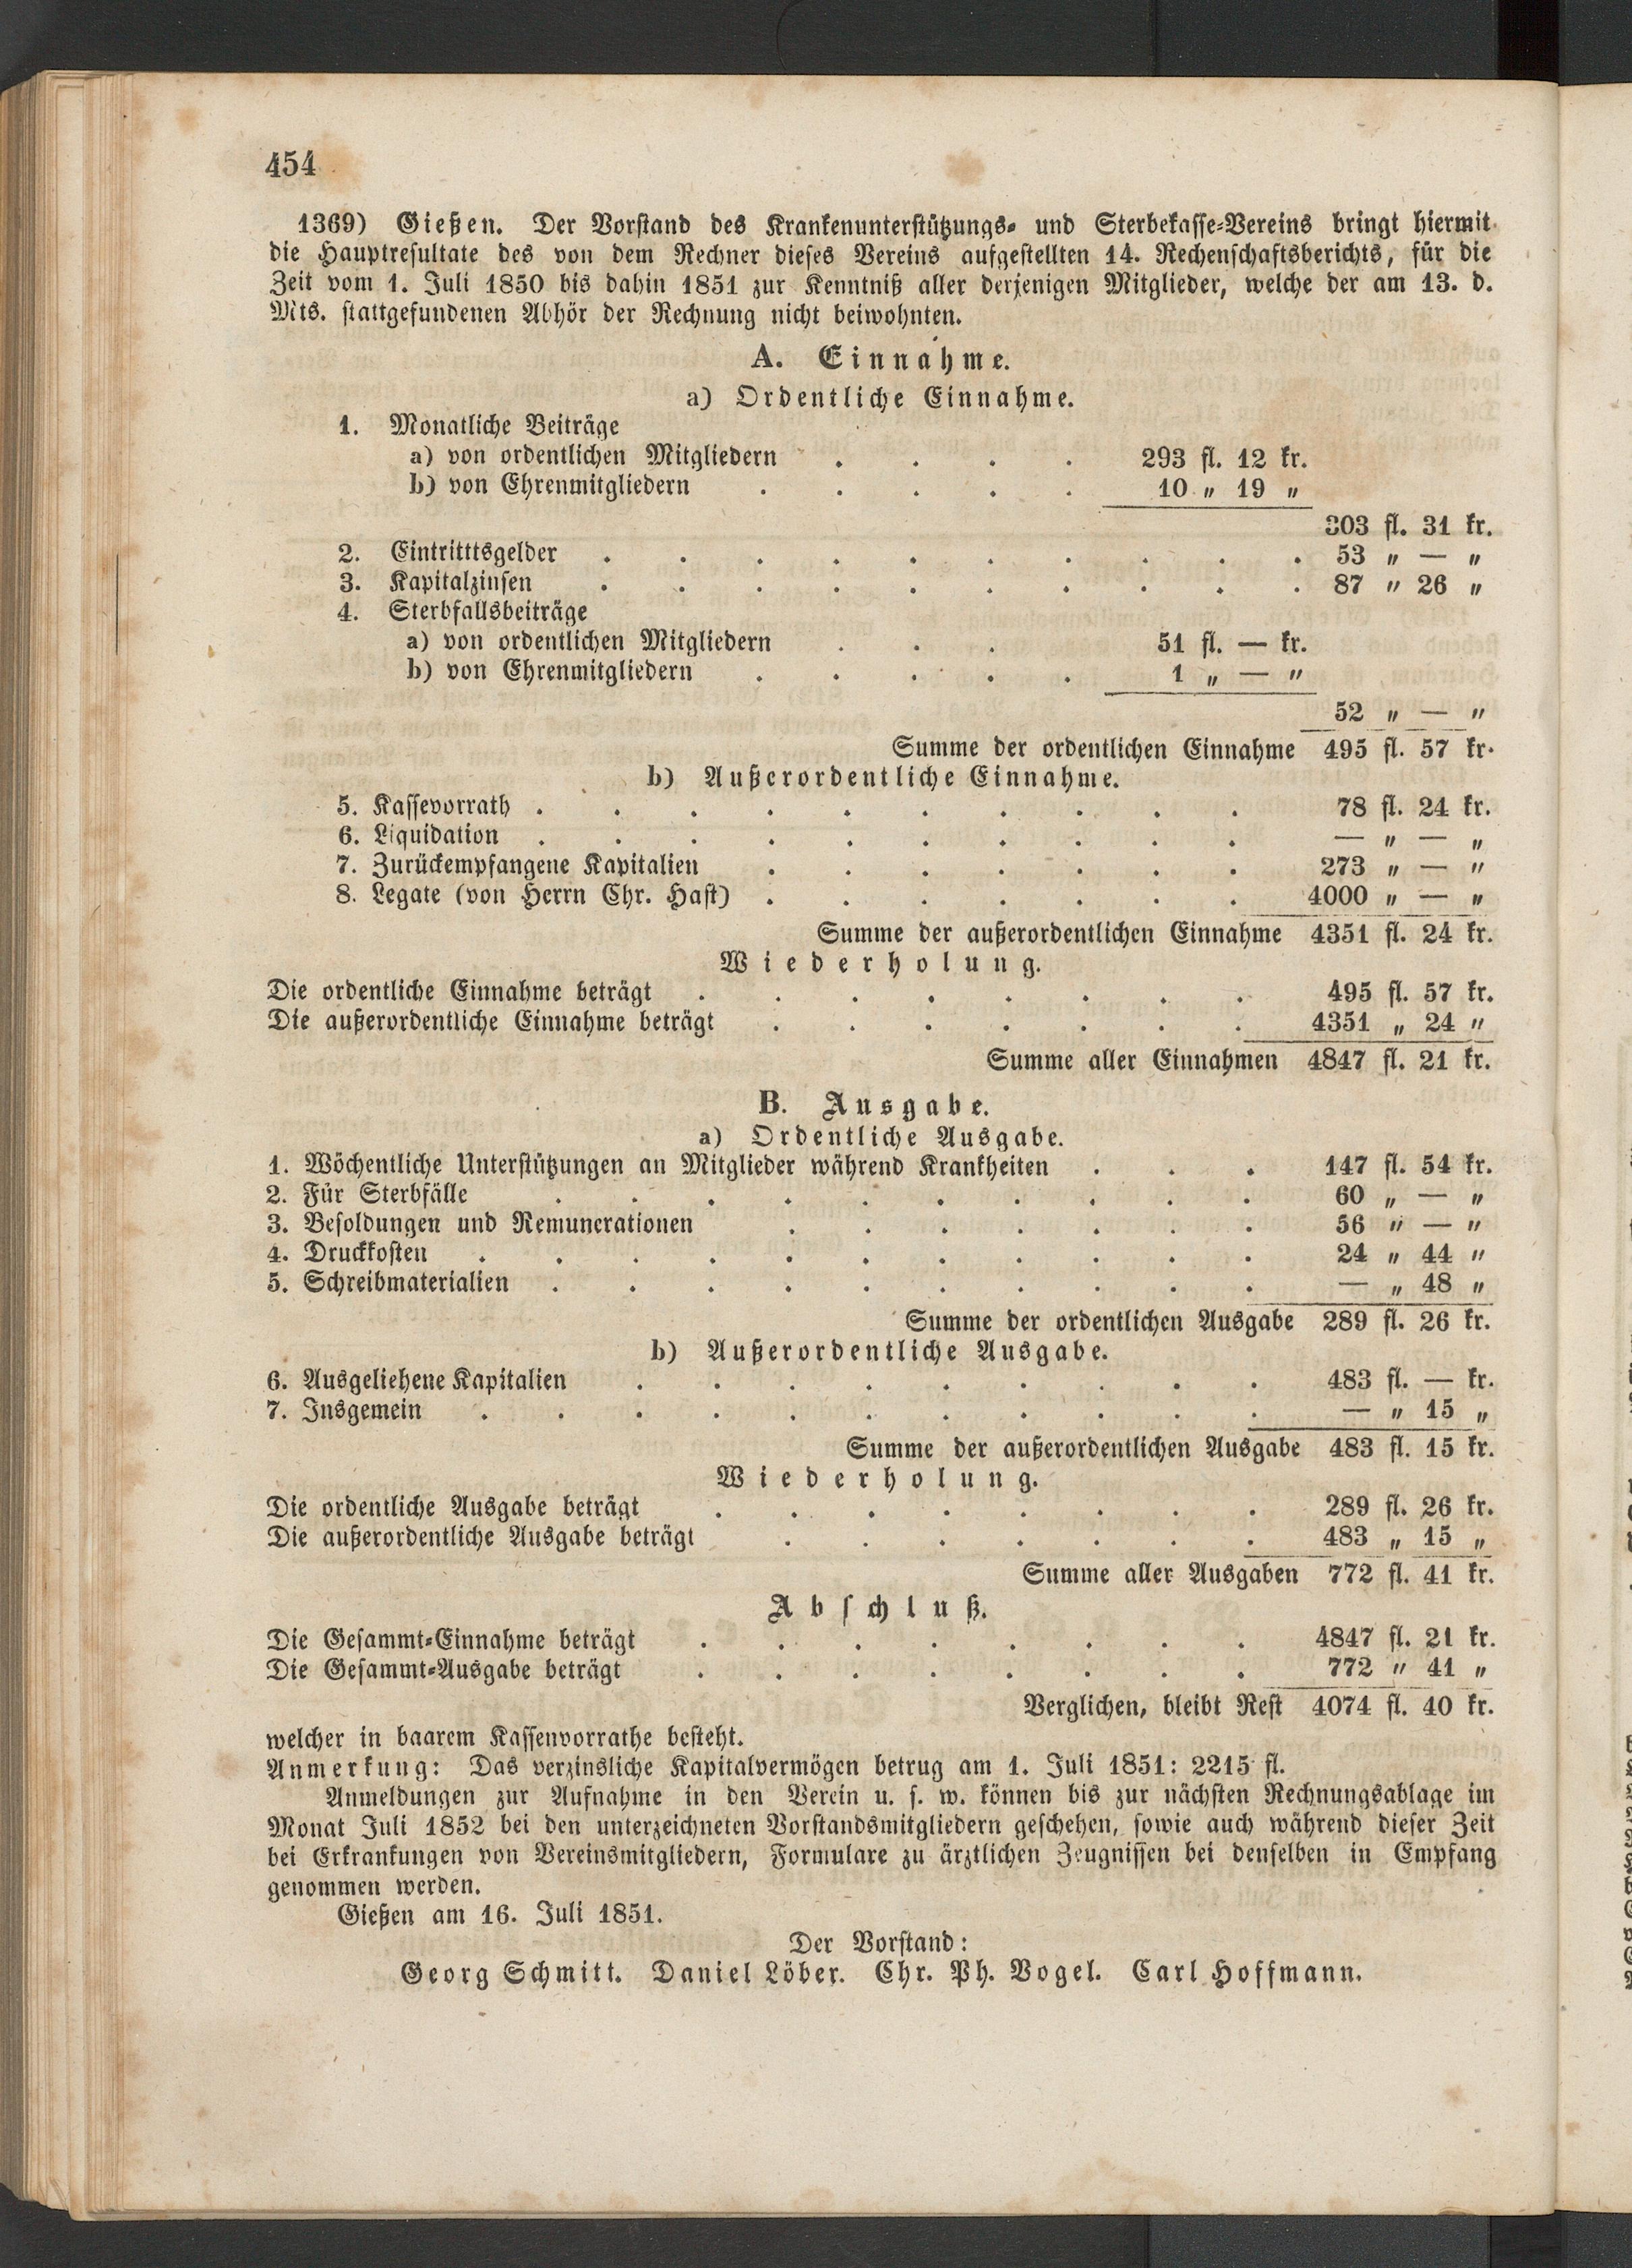 454
1369) Gießen. Der Vorstand des Krankenunterstützungs- und Sterbekasse-Vereins bringt hiermit
die Hauptresultate des von dem Rechner dieses Vereins aufgestellten 14. Rechenschaftsberichts, für die
Zeit vom 1. Juli 1850 bis dahin 1851 zur Kenntniß aller derjenigen Mitglieder, welche der am 13. d.
Mts. stattgefundenen Abhör der Rechnung nicht beiwohnten.
A. Einnahme.
a) Ordentliche Einnahme.
1. Monatliche Beiträge
a) von ordentlichen Mitgliedern . . . . 293 fl. 12 kr.
b) von Ehrenmitgliedern . . . . . 10 „ 19 „
303 fl. 31 kr.
2. Eintritttsgelder . . . . . . . . . . 53 „ — „
3. Kapitalzinsen . . . . . . . . . . 87 „ 26 „
4. Sterbfallsbeiträge
a) von ordentlichen Mitgliedern . . . 51 fl. — kr.
b) von Ehrenmitgliedern . . . . . 1 „ — „
52 „ — „
Summe der ordentlichen Einnahme 495 fl. 57 kr.
b) Außerordentliche Einnahme.
5. Kassevorrath . . . . . . . . . . 78 fl. 24 kr.
6. Liquidation . . . . . . . . . . — „ — „
7. Zurückempfangene Kapitalien . . . . . . . 273 „ — „
8. Legate (von Herrn Chr. Hast) . . . . . . . 4000 „ — „
Summe der außerordentlichen Einnahme 4351 fl. 24 kr.
Wiederholung.
Die ordentliche Einnahme beträgt . . . . . . . . 495 fl. 57 kr.
Die außerordentliche Einnahme beträgt . . . . . . . 4351 „ 24 „
Summe aller Einnahmen 4847 fl. 21 kr.
B. Ausgabe.
a) Ordentliche Ausgabe.
1. Wöchentliche Unterstützungen an Mitglieder während Krankheiten . . . 147 fl. 54 kr.
2. Für Sterbfälle . . . . . . . . . . 60 „ — „
3. Besoldungen und Remunerationen . . . . . . . 56 „ — „
4. Druckkosten . . . . . . . . . . . 24 „ 44 „
5. Schreibmaterialien . . . . . . . . . . — „ 48 „
Summe der ordentlichen Ausgabe 289 fl. 26 kr.
b) Außerordentliche Ausgabe.
6. Ausgeliehene Kapitalien . . . . . . . . . 483 fl. — kr.
7. Insgemein . . . . . . . . . . . — „ 15 „
Summe der außerordentlichen Ausgabe 483 fl. 15 kr.
Wiederholung.
Die ordentliche Ausgabe beträgt . . . . . . . . 289 fl. 26 kr.
Die außerordentliche Ausgabe beträgt . . . . . . . 483 „ 15 „
Summe aller Ausgaben 772 fl. 41 kr.
Abschluß.
Die Gesammt-Einnahme beträgt . . . . . . . . 4847 fl. 21 kr.
Die Gesammt-Ausgabe beträgt . . . . . . . . 772 „ 41 „
Verglichen, bleibt Rest 4074 fl. 40 kr.
welcher in baarem Kassenvorrathe besteht.
Anmerkung: Das verzinsliche Kapitalvermögen betrug am 1. Juli 1851: 2215 fl.
Anmeldungen zur Aufnahme in den Verein u. s. w. können bis zur nächsten Rechnungsablage im
Monat Juli 1852 bei den unterzeichneten Vorstandsmitgliedern geschehen, sowie auch während dieser Zeit
bei Erkrankungen von Vereinsmitgliedern, Formulare zu ärztlichen Zeugnissen bei denselben in Empfang
genommen werden.
Gießen am 16. Juli 1851.
Der Vorstand:
Georg Schmitt. Daniel Löber. Chr. Ph. Vogel. Carl Hoffmann.